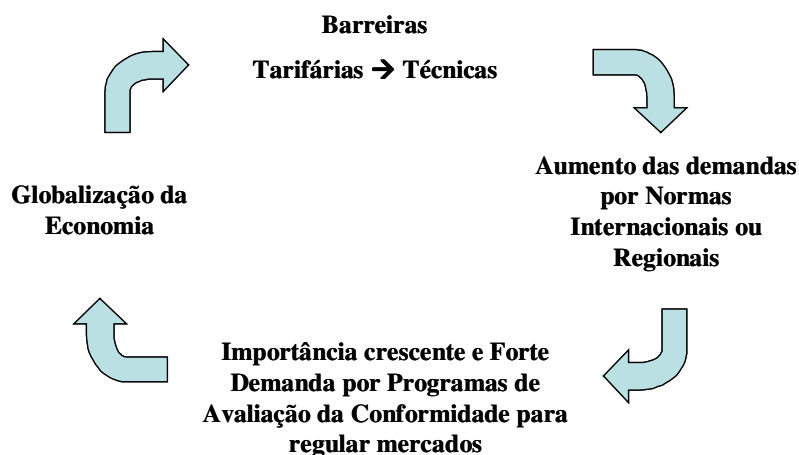 Barreiras
Tarifárias → Técnicas
Aumento das demandas
por Normas
Internacionais ou
Regionais
Importância crescente e Forte
Demanda por Programas de
Avaliação da Conformidade para
regular mercados
Globalização da
Economia